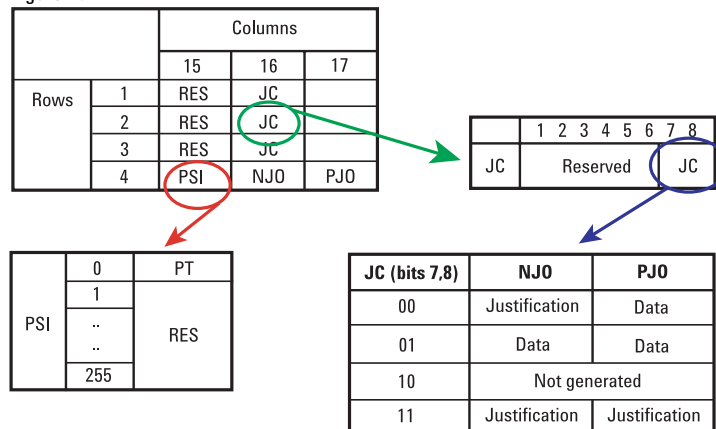 Columns
15 16 17
Rows 1 RES JC
2 RES JC
3 RES JC
4 PSI NJO PJO
1 2 3 4 5 6 7 8
JC Reserved JC
PSI 0 PT
1
..
..
RES
255
JC (bits 7,8) NJO PJO
00 Justification Data
01 Data Data
10 Not generated
11 Justification Justification